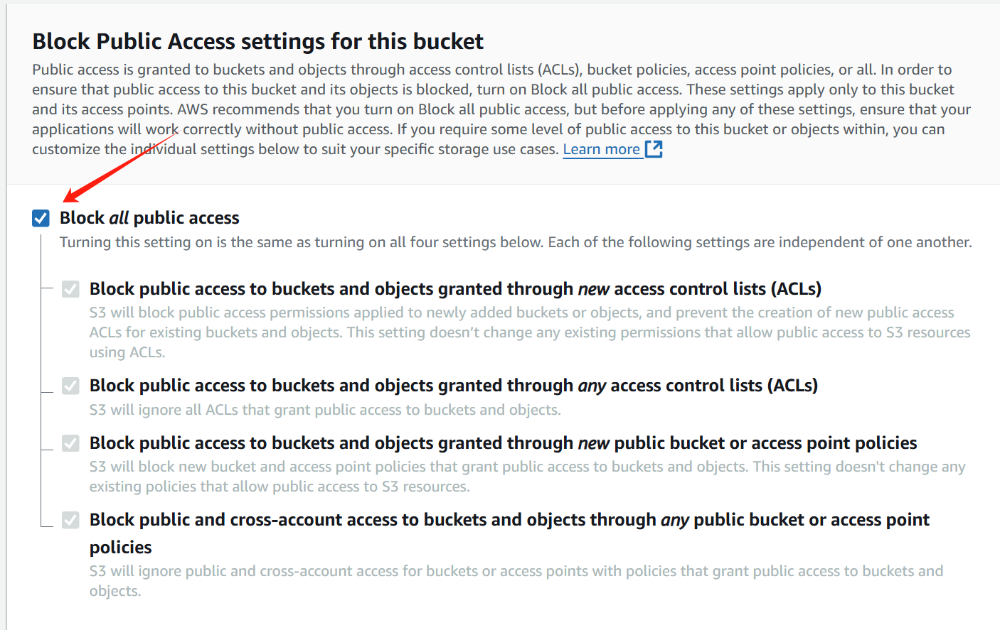 Block Public Access settings for this bucket
Public access is granted to buckets and objects through access control lists (ACLs), bucket policies, access point policies, or all. In order to
ensure that public access to this bucket and its objects is blocked, turn on Block all public access. These settings apply only to this bucket
and its access points. AWS recommends that you turn on Block all public access, but before applying any of these settings, ensure that your
applications will work correctly without public access. If you require some level of public access to this bucket or objects within, you can
customize the individual settings below to suit your specific storage use cases. Learn more
Block all public access
Turning this setting on is the same as turning on all four settings below. Each of the following settings are independent of one another.
Block public access to buckets and objects granted through new access control lists (ACLs)
S3 will block public access permissions applied to newly added buckets or objects, and prevent the creation of new public access
ACLs for existing buckets and objects. This setting doesn’t change any existing permissions that allow public access to S3 resources
using ACLs.
Block public access to buckets and objects granted through any access control lists (ACLs)
S3 will ignore all ACLs that grant public access to buckets and objects.
Block public access to buckets and objects granted through new public bucket or access point policies
S3 will block new bucket and access point policies that grant public access to buckets and objects. This setting doesn't change any
existing policies that allow public access to S3 resources.
Block public and cross-account access to buckets and objects through any public bucket or access point
policies
S3 will ignore public and cross-account access for buckets or access points with policies that grant public access to buckets and
objects.